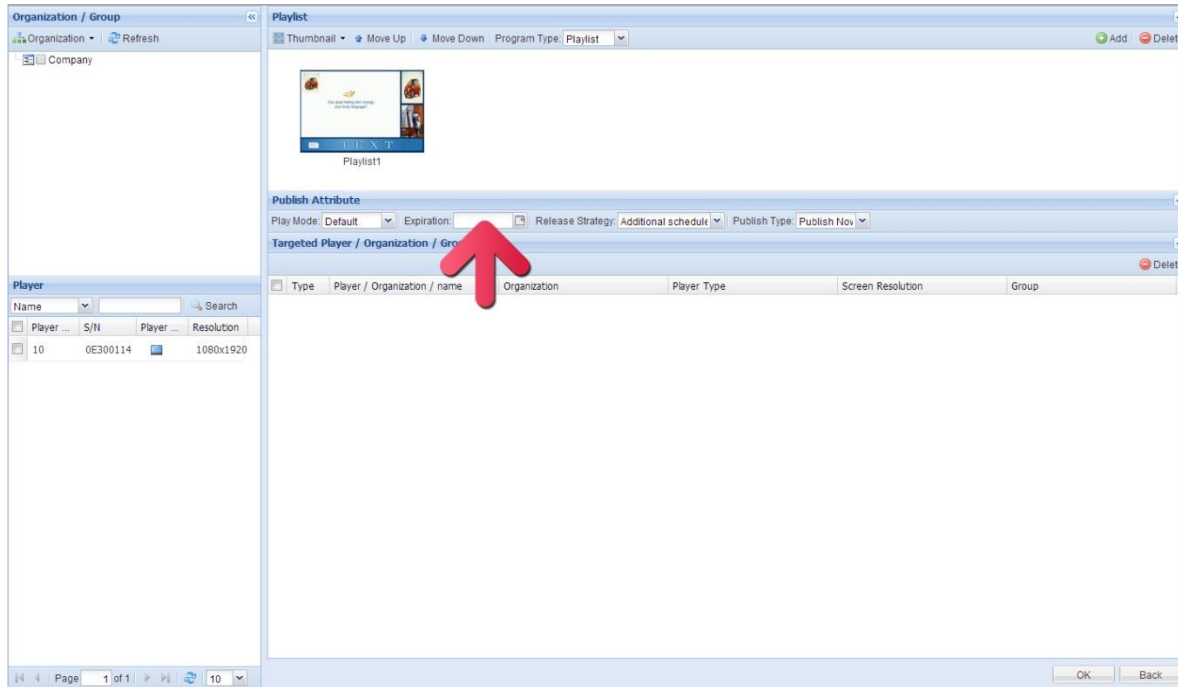 Organization / Group
Organization
Refresh
Company
Playlist
Thumbnail
Move Up
Move Down
Program Type: Playlist
Add
Delet
TEXT
Playlist1
Publish Attribute
Play Mode: Default
Expiration:
Release Strategy: Additional schedule
Publish Type: Publish Nov
Targeted Player / Organization / Gro
Delet
Type
Player / Organization / name
Organization
Player Type
Screen Resolution
Group
Player
Name
Search
Player ...
S/N
Player ...
Resolution
10
0E300114
1080x1920
Page 1 of 1
10
OK
Back